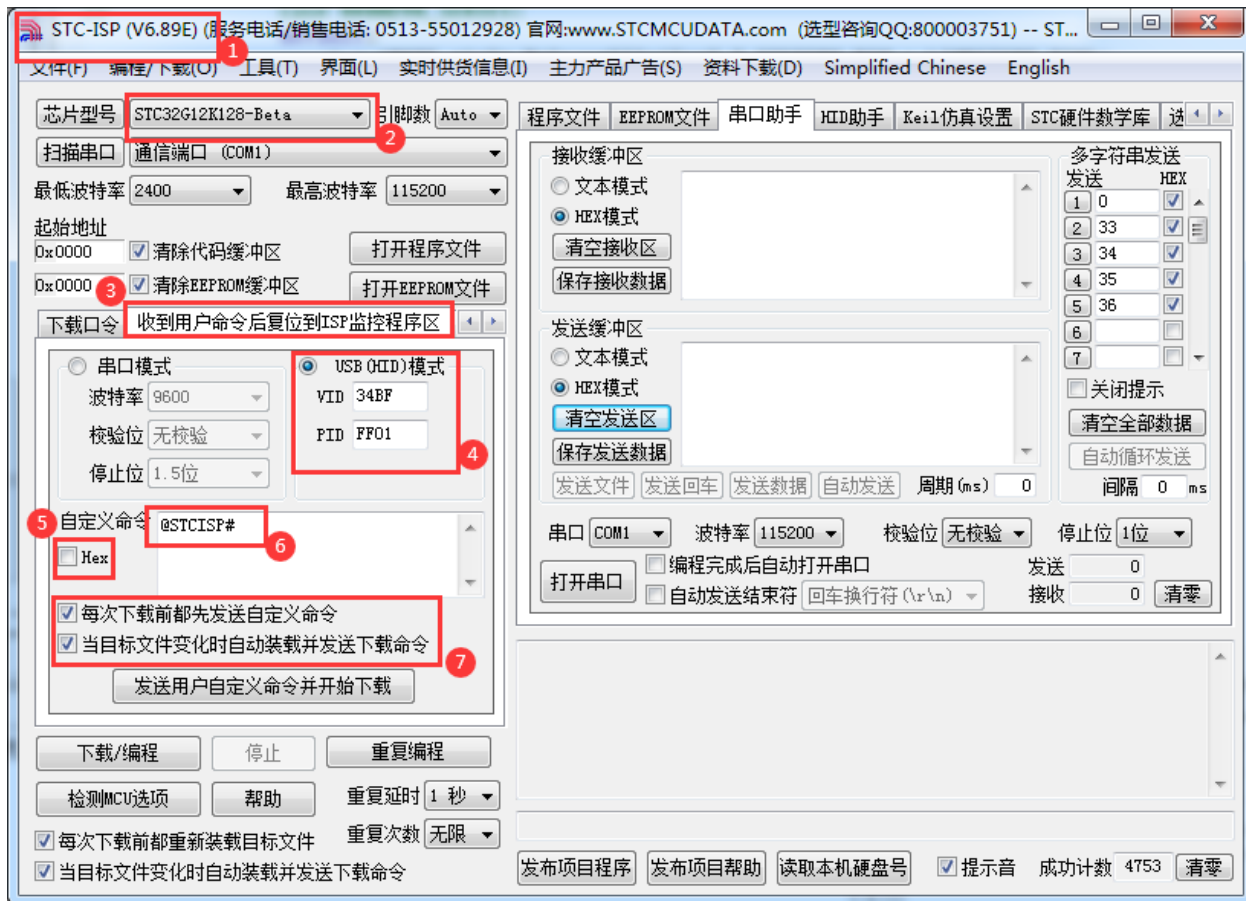 STC-ISP (V6.89E) (服务电话/销售电话: 0513-55012928) 官网:www.STCMCUDATA.com (选型咨询QQ:800003751) -- ST...
1
文件(F) 编程/下载(O) 工具(T) 界面(L) 实时供货信息(I) 主力产品广告(S) 资料下载(D) Simplified Chinese English
芯片型号 STC32G12K128-Beta 引脚数 Auto
2
扫描串口 通信端口 (COM1)
最低波特率 2400 最高波特率 115200
起始地址
0x0000 清除代码缓冲区 打开程序文件
0x0000 3 清除EEPROM缓冲区 打开EEPROM文件
下载口令 收到用户命令后复位到ISP监控程序区
串口模式 USB(HID)模式
波特率 9600 VID 34BF
校验位 无校验 PID FF01
4
停止位 1.5位
5 自定义命令 @STCISP#
6
Hex
每次下载前都先发送自定义命令
当目标文件变化时自动装载并发送下载命令
7
发送用户自定义命令并开始下载
下载/编程 停止 重复编程
检测MCU选项 帮助 重复延时 1 秒
每次下载前都重新装载目标文件 重复次数 无限
当目标文件变化时自动装载并发送下载命令
程序文件 EEPROM文件 串口助手 HID助手 Keil仿真设置 STC硬件数学库
接收缓冲区
文本模式
HEX模式
清空接收区
保存接收数据
多字符串发送
发送 HEX
1 0
2 33
3 34
4 35
5 36
6
7
关闭提示
清空全部数据
自动循环发送
间隔 0 ms
发送缓冲区
文本模式
HEX模式
清空发送区
保存发送数据
发送文件 发送回车 发送数据 自动发送 周期(ms) 0
串口 COM1 波特率 115200 校验位 无校验 停止位 1位
打开串口 编程完成后自动打开串口 发送 0
自动发送结束符 回车换行符(\r\n) 接收 0 清零
发布项目程序 发布项目帮助 读取本机硬盘号 提示音 成功计数 4753 清零